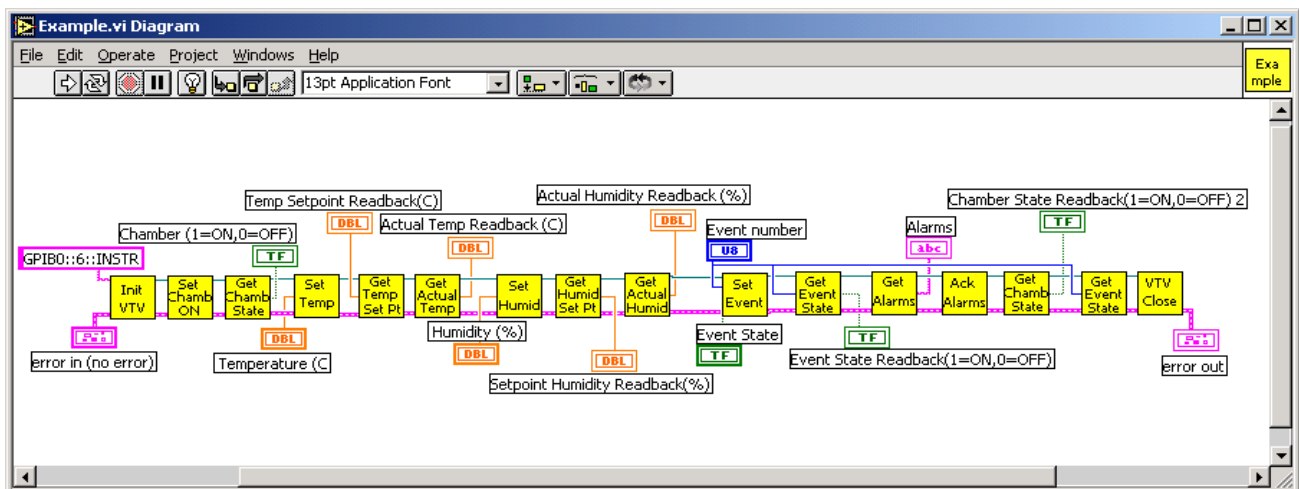 Example.vi Diagram
File Edit Operate Project Windows Help
Exa
mple
13pt Application Font
Temp Setpoint Readback(C)
Actual Humidity Readback (%)
Chamber State Readback(1=ON,0=OFF) 2
Chamber (1=ON,0=OFF)
DBL
Actual Temp Readback (C)
DBL
Event number
Alarms
TF
GPIB0::6::INSTR
TF
DBL
U8
abc
Init
VTV
Set
Chamb
ON
Get
Chamb
State
Set
Temp
Get
Temp
Set Pt
Get
Actual
Temp
Set
Humid
Get
Humid
Set Pt
Get
Actual
Humid
Set
Event
Get
Event
State
Get
Alarms
Ack
Alarms
Get
Chamb
State
Get
Event
State
VTV
Close
error in (no error)
DBL
Temperature (C
Humidity (%)
DBL
DBL
Setpoint Humidity Readback(%)
Event State
TF
TF
Event State Readback(1=ON,0=OFF)
error out